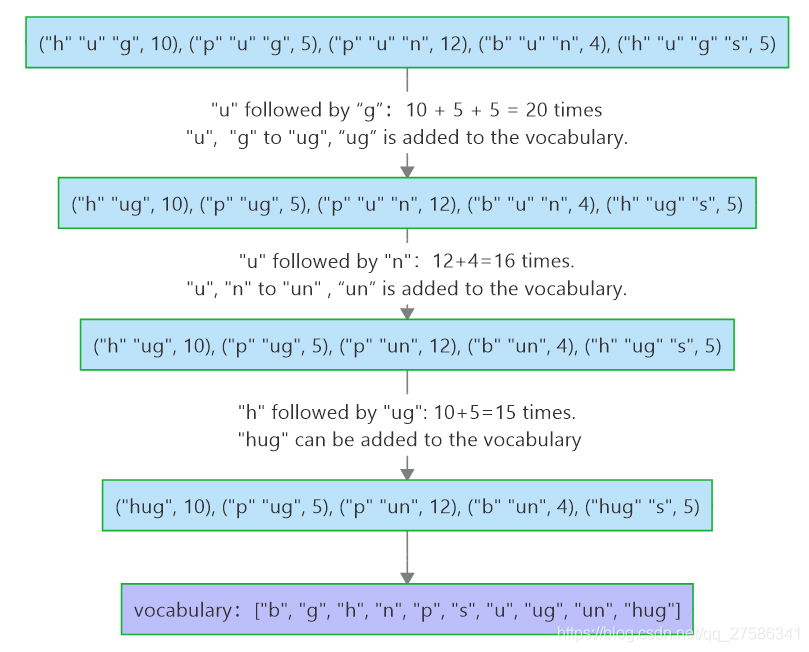 ("h" "u" "g", 10), ("p" "u" "g", 5), ("p" "u" "n", 12), ("b" "u" "n", 4), ("h" "u" "g" "s", 5)
"u" followed by “g”: 10 + 5 + 5 = 20 times
"u", "g" to "ug", “ug” is added to the vocabulary.
("h" "ug", 10), ("p" "ug", 5), ("p" "u" "n", 12), ("b" "u" "n", 4), ("h" "ug" "s", 5)
"u" followed by "n": 12+4=16 times.
"u", "n" to "un" , “un” is added to the vocabulary.
("h" "ug", 10), ("p" "ug", 5), ("p" "un", 12), ("b" "un", 4), ("h" "ug" "s", 5)
"h" followed by "ug": 10+5=15 times.
"hug" can be added to the vocabulary
("hug", 10), ("p" "ug", 5), ("p" "un", 12), ("b" "un", 4), ("hug" "s", 5)
vocabulary: ["b", "g", "h", "n", "p", "s", "u", "ug", "un", "hug"]
https://blog.csdn.net/qq_27586341